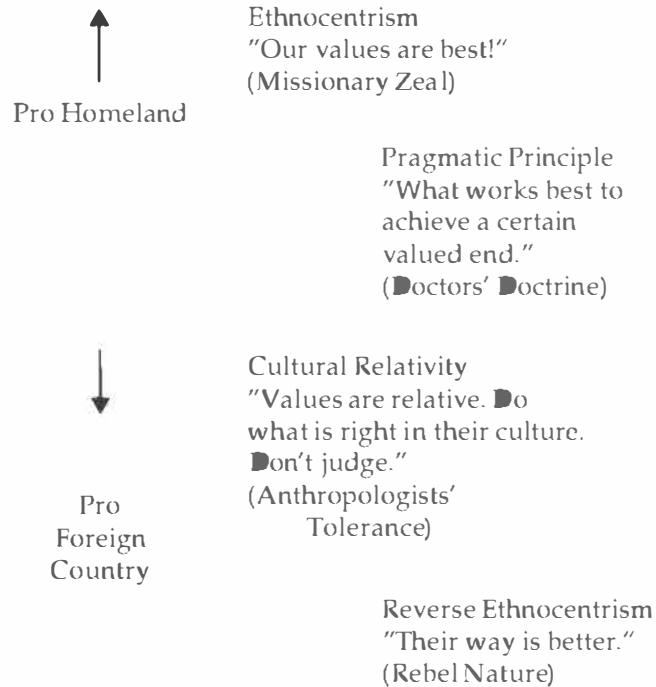 Ethnocentrism
"Our values are best!"
(Missionary Zeal)
Pro Homeland
Pragmatic Principle
"What works best to
achieve a certain
valued end."
(Doctors' Doctrine)
Cultural Relativity
"Values are relative. Do
what is right in their culture.
Don't judge."
(Anthropologists'
Tolerance)
Pro
Foreign
Country
Reverse Ethnocentrism
"Their way is better."
(Rebel Nature)